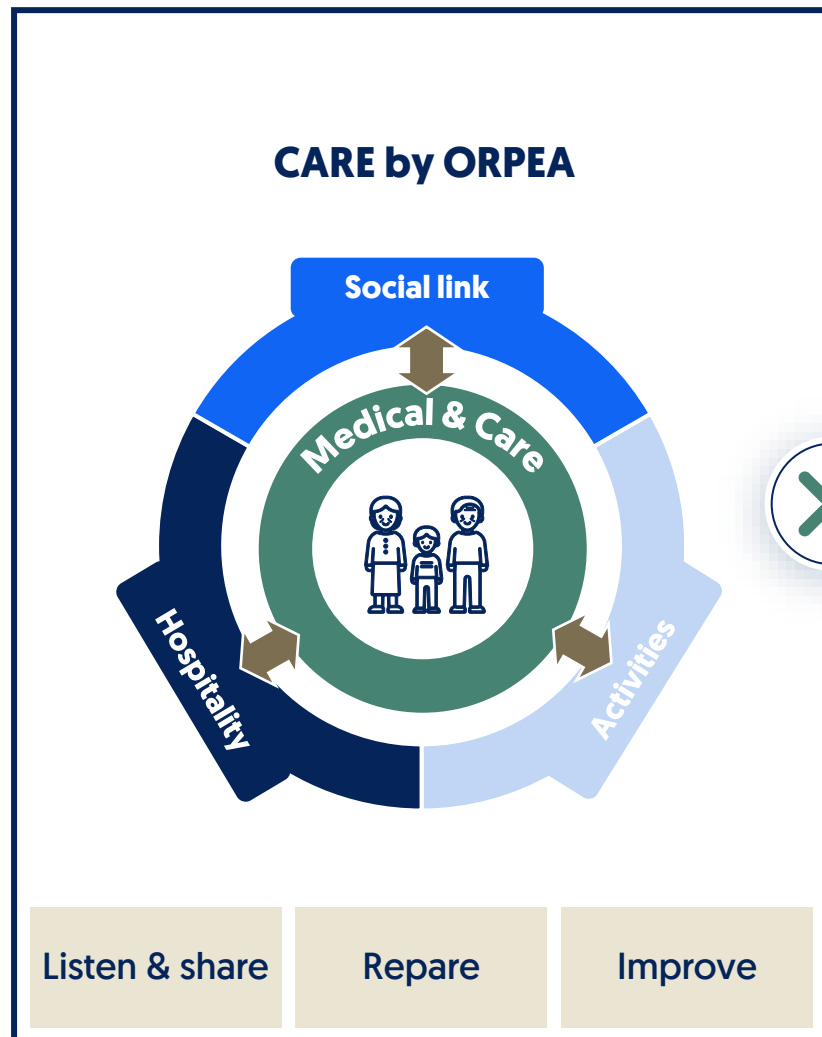 CARE by ORPEA
Social link
Medical & Care
Hospitality
Activities
Listen & share
Repare
Improve